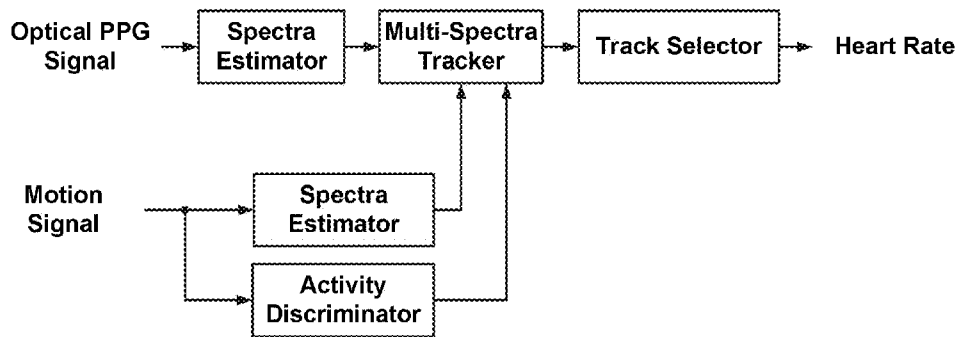 Optical PPG
Signal
Spectra
Estimator
Multi-Spectra
Tracker
Track Selector
Heart Rate
Motion
Signal
Spectra
Estimator
Activity
Discriminator